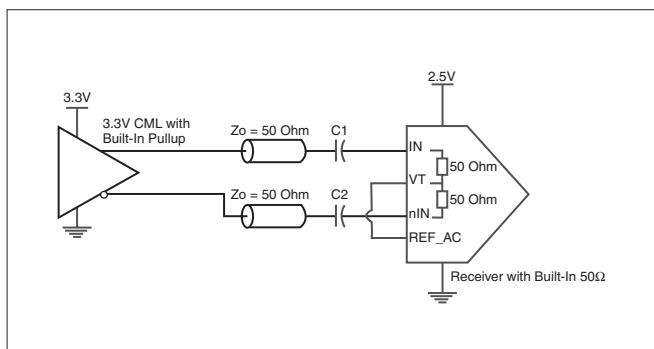 3.3V
3.3V CML with
Built-In Pullup
Zo = 50 Ohm
C1
Zo = 50 Ohm
C2
2.5V
IN
50 Ohm
VT
50 Ohm
nIN
REF_AC
Receiver with Built-In 50Ω